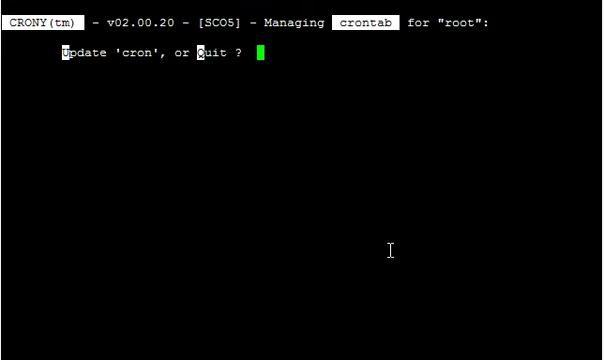 CRONY(tm) - v02.00.20 - [SCO5] - Managing crontab for "root":
Update 'cron', or Quit ?